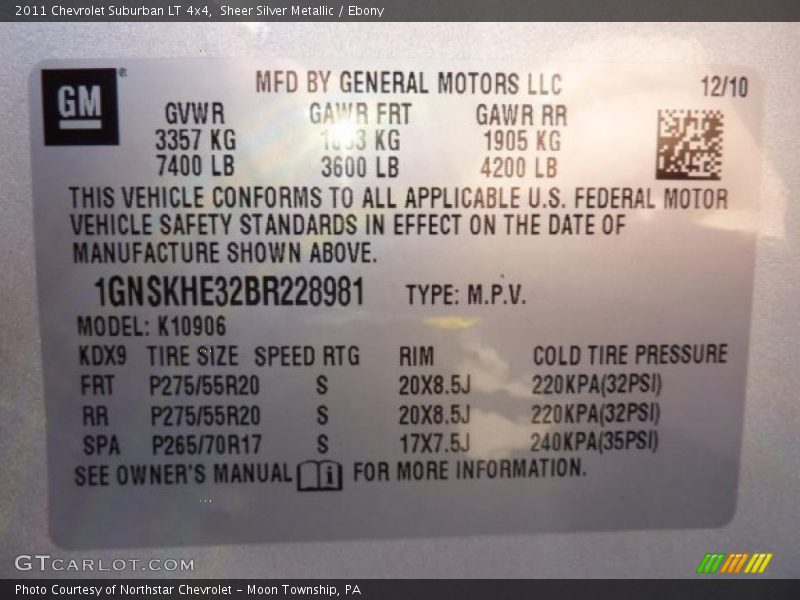 2011 Chevrolet Suburban LT 4x4, Sheer Silver Metallic / Ebony
GM®
MFD BY GENERAL MOTORS LLC 12/10
GVWR GAWR FRT GAWR RR
3357 KG KG 1905 KG
7400 LB 3600 LB 4200 LB
THIS VEHICLE CONFORMS TO ALL APPLICABLE U.S. FEDERAL MOTOR
VEHICLE SAFETY STANDARDS IN EFFECT ON THE DATE OF
MANUFACTURE SHOWN ABOVE.
1GNSKHE32BR228981 TYPE: M.P.V.
MODEL: K10906
KDX9 TIRE SIZE SPEED RTG RIM COLD TIRE PRESSURE
FRT P275/55R20 S 20X8.5J 220KPA(32PSI)
RR P275/55R20 S 20X8.5J 220KPA(32PSI)
SPA P265/70R17 S 17X7.5J 240KPA(35PSI)
SEE OWNER'S MANUAL i FOR MORE INFORMATION.
GTCARLOT.COM
Photo Courtesy of Northstar Chevrolet - Moon Township, PA